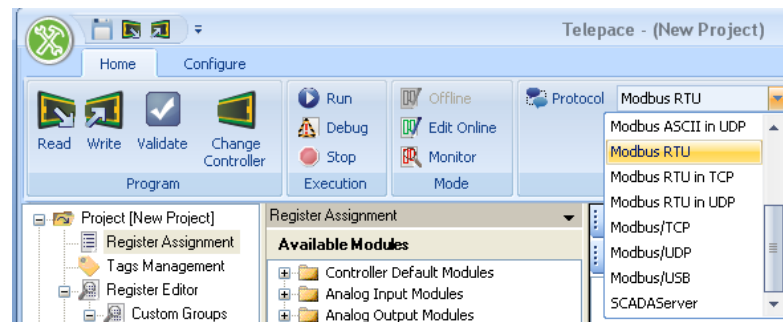 Telepace - (New Project)
Home Configure
Read Write Validate Change Controller
Program
Run
Debug
Stop
Execution
Offline
Edit Online
Monitor
Mode
Protocol Modbus RTU
Modbus ASCII in UDP
Modbus RTU
Modbus RTU in TCP
Modbus RTU in UDP
Modbus/TCP
Modbus/UDP
Modbus/USB
SCADAServer
Project [New Project]
Register Assignment
Tags Management
Register Editor
Custom Groups
Register Assignment
Available Modules
Controller Default Modules
Analog Input Modules
Analog Output Modules